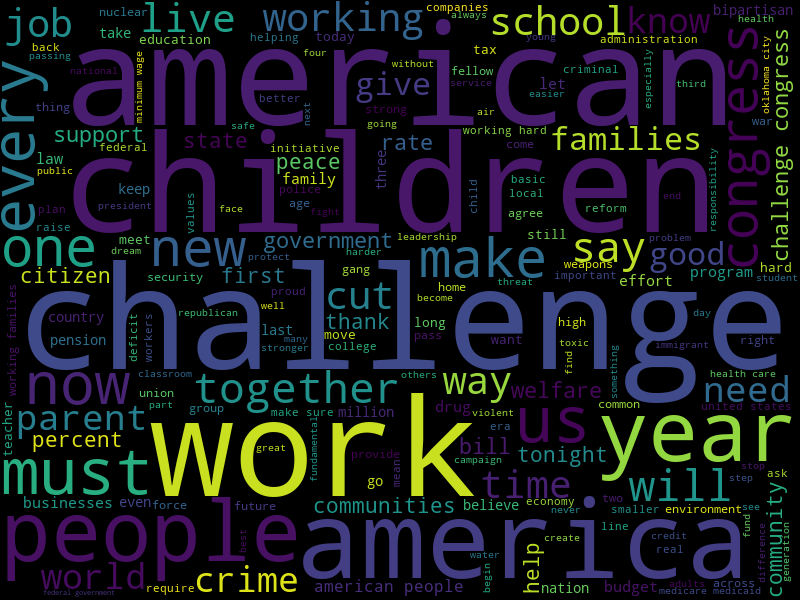 job
live
working
companies
always
school
know
bipartisan
nuclear
take
education
helping
today
four
tax
young
administration
health
back
passing
american
every
national
minimum wage
better
next
without
give
fellow
let
strong
service
air
easier
criminal
especially
third
congress
oklahoma city
war
challenge congress
thing
support
federal
state
safe
initiative
going
rate
working hard
come
families
law
public
children
peace
family
three
basic
local
responsibility
keep
plan
president
values
police
age
face
fight
child
agree
reform
end
raise
one
meet
dream
new
government
harder
leadership
make
still
say
problem
good
citizen
security
first
protect
gang
home
weapons
important
effort
program
hard
student
challenge
country
pension
working families
deficit
workers
republican
proud
well
cut
thank
become
threat
last
many
stronger
move
college
long
pass
want
high
toxic
find
immigrant
day
right
now
classroom
union
part
together
others
way
welfare
something
health care
need
parent
group
make sure
million
drug
violent
era
us
common
united states
year
teacher
percent
work
great
fundamental
provide
mean
bill
campaign
tonight
stop
must
go
time
will
step
ask
businesses
even
force
future
communities
believe
economy
never
two
smaller
environment
see
fund
community
people
best
america
water
create
line
credit
real
difference
generation
world
require
crime
american people
begin
help
nation
budget
adults
across
medicare medicaid
federal government